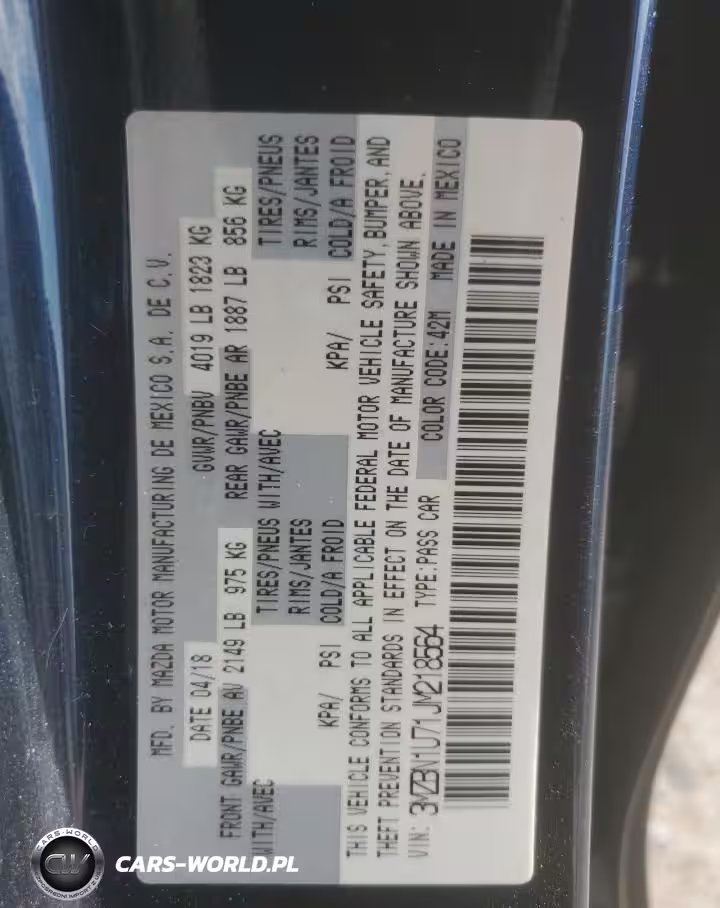 MFD. BY MAZDA MOTOR MANUFACTURING DE MEXICO S.A. DE C.V.
DATE 04/18 GVWR/PNBV 4019 LB 1823 KG
FRONT GAWR/PNBE AV 2149 LB 975 KG REAR GAWR/PNBE AR 1887 LB 856 KG
WITH/AVEC TIRES/PNEUS WITH/AVEC TIRES/PNEUS
RIMS/JANTES RIMS/JANTES
KPA/ PSI COLD/A FROID KPA/ PSI COLD/A FROID
THIS VEHICLE CONFORMS TO ALL APPLICABLE FEDERAL MOTOR VEHICLE SAFETY, BUMPER, AND
THEFT PREVENTION STANDARDS IN EFFECT ON THE DATE OF MANUFACTURE SHOWN ABOVE.
VIN: 3MZBN1U71JM218564 TYPE:PASS CAR COLOR CODE:42M MADE IN MEXICO
CARS-WORLD
CW
CARS-WORLD.PL